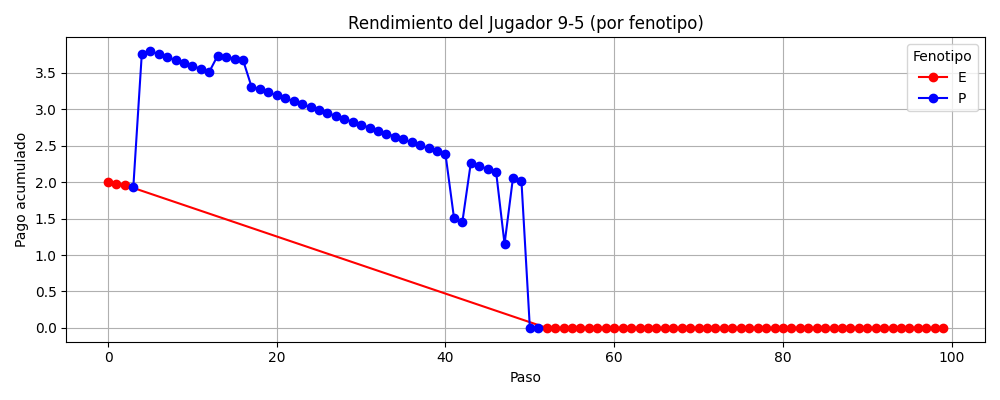 Rendimiento del Jugador 9-5 (por fenotipo)
Pago acumulado
3.5
3.0
2.5
2.0
1.5
1.0
0.5
0.0
Fenotipo
E
P
0 20 40 60 80 100
Paso